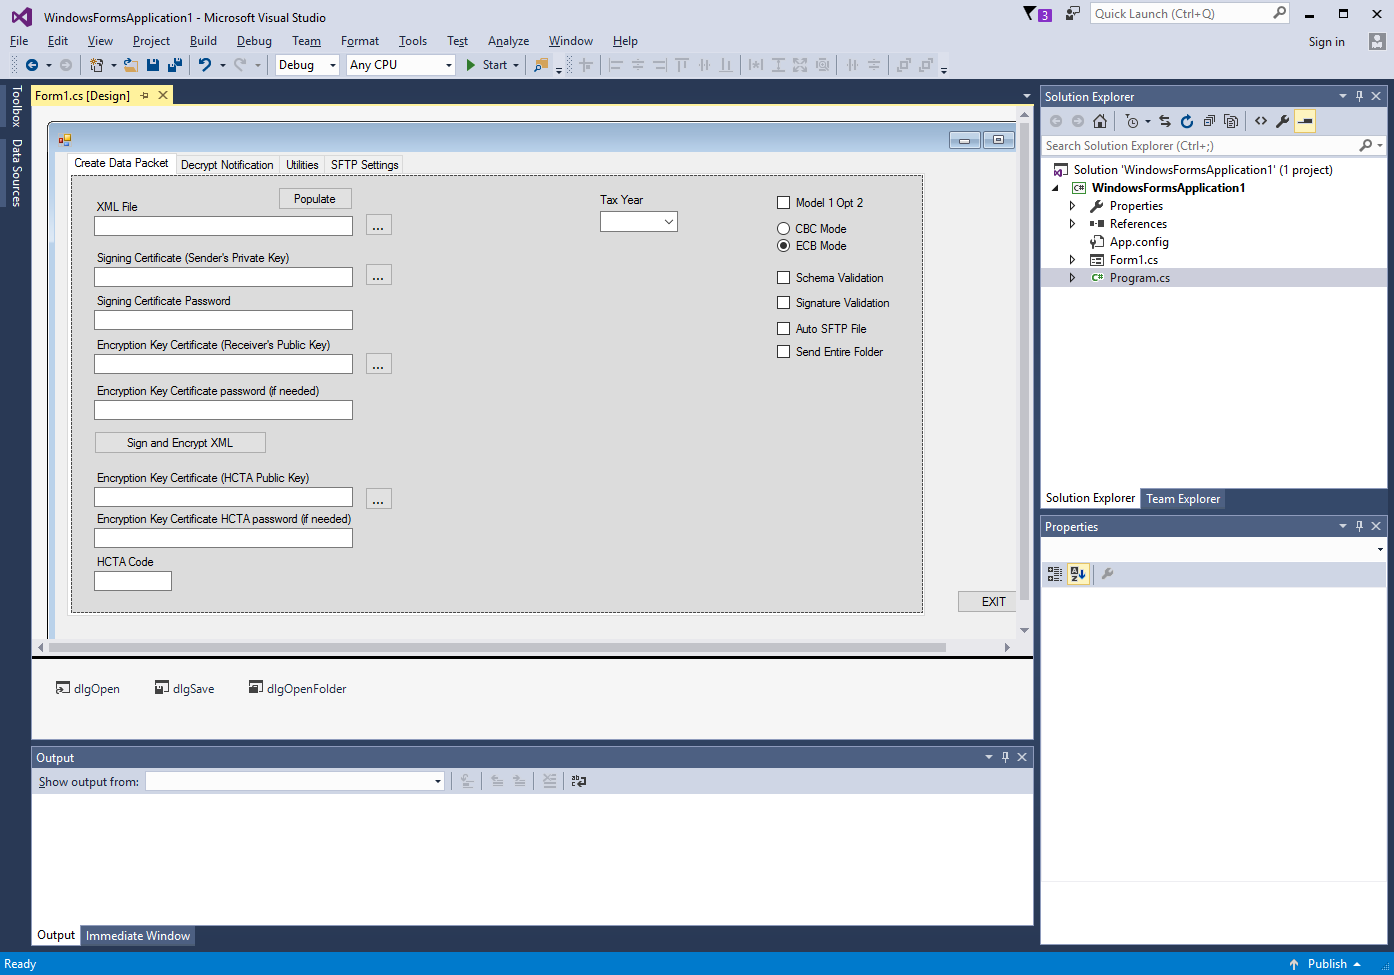 WindowsFormsApplication1 - Microsoft Visual Studio
3
Quick Launch (Ctrl+Q)
File Edit View Project Build Debug Team Format Tools Test Analyze Window Help
Sign in
Debug Any CPU Start
Toolbox
Data Sources
Form1.cs [Design]
Create Data Packet Decrypt Notification Utilities SFTP Settings
Populate
XML File
...
Tax Year
Model 1 Opt 2
CBC Mode
ECB Mode
Signing Certificate (Sender's Private Key)
...
Schema Validation
Signing Certificate Password
Signature Validation
Auto SFTP File
Encryption Key Certificate (Receiver's Public Key)
...
Send Entire Folder
Encryption Key Certificate password (if needed)
Sign and Encrypt XML
Encryption Key Certificate (HCTA Public Key)
...
Encryption Key Certificate HCTA password (if needed)
HCTA Code
EXIT
dlgOpen dlgSave dlgOpenFolder
Output
Show output from:
Output Immediate Window
Solution Explorer
Search Solution Explorer (Ctrl+;)
Solution 'WindowsFormsApplication1' (1 project)
C# WindowsFormsApplication1
Properties
References
App.config
Form1.cs
C# Program.cs
Solution Explorer Team Explorer
Properties
Ready
Publish